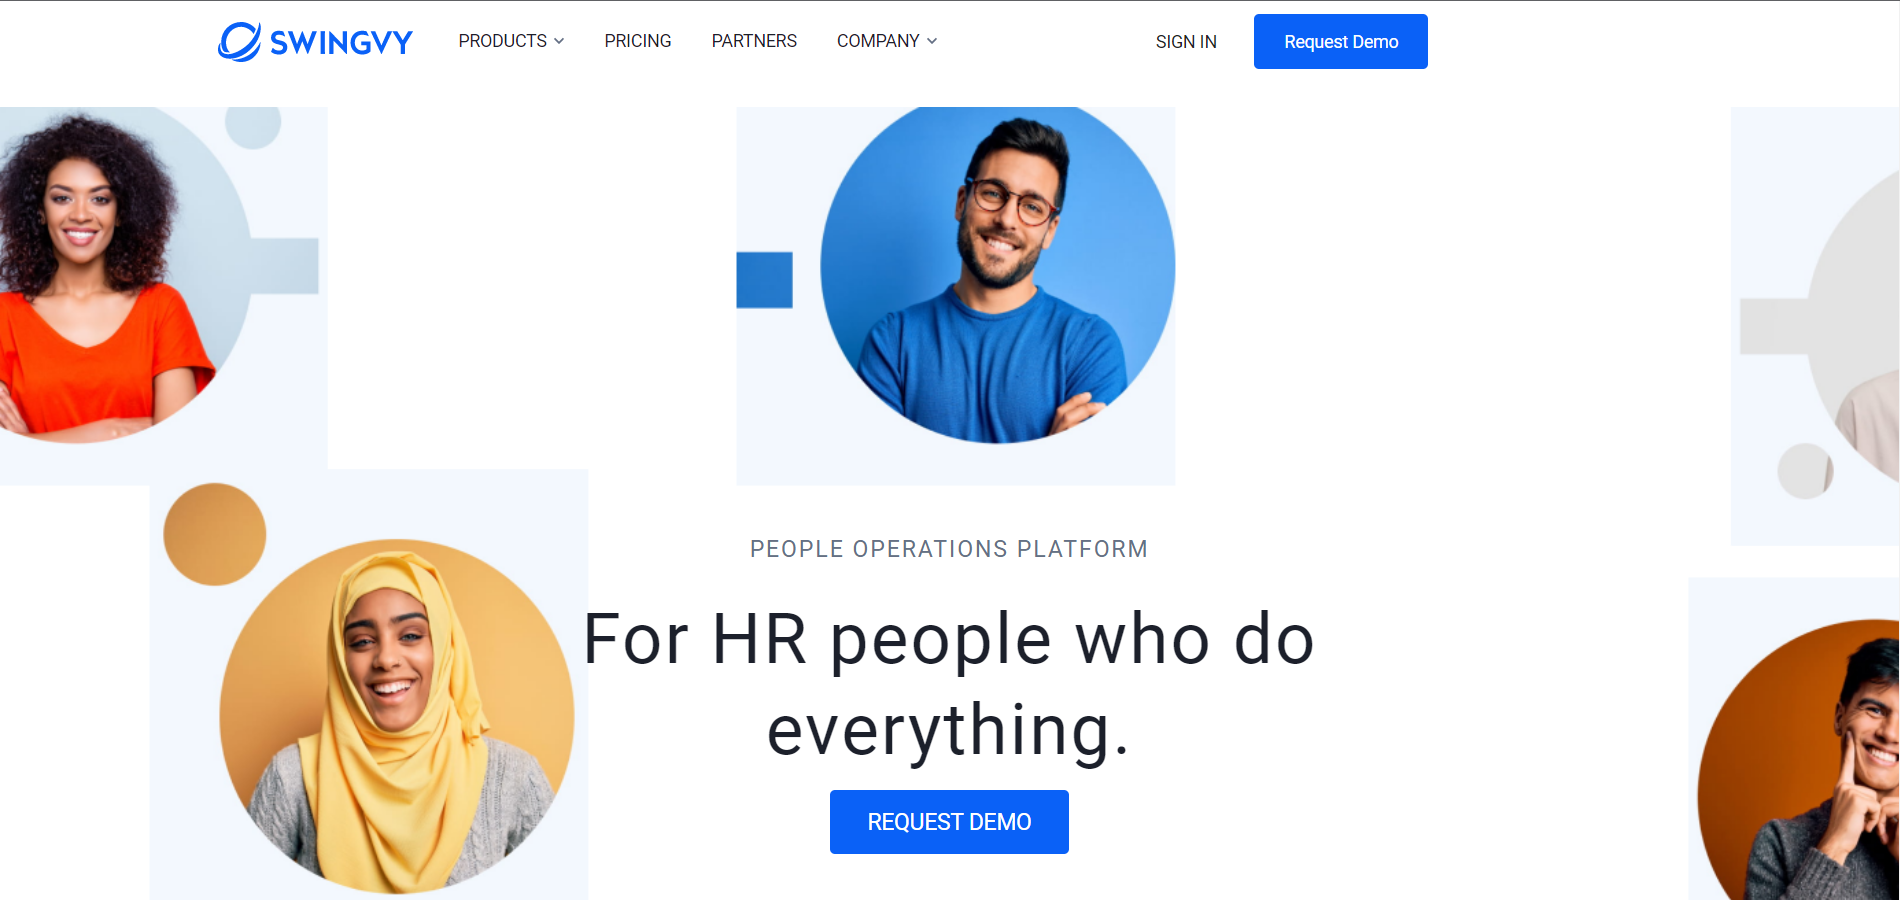 SWINGVY
PRODUCTS
PRICING
PARTNERS
COMPANY
SIGN IN
Request Demo
PEOPLE OPERATIONS PLATFORM
For HR people who do
everything.
REQUEST DEMO